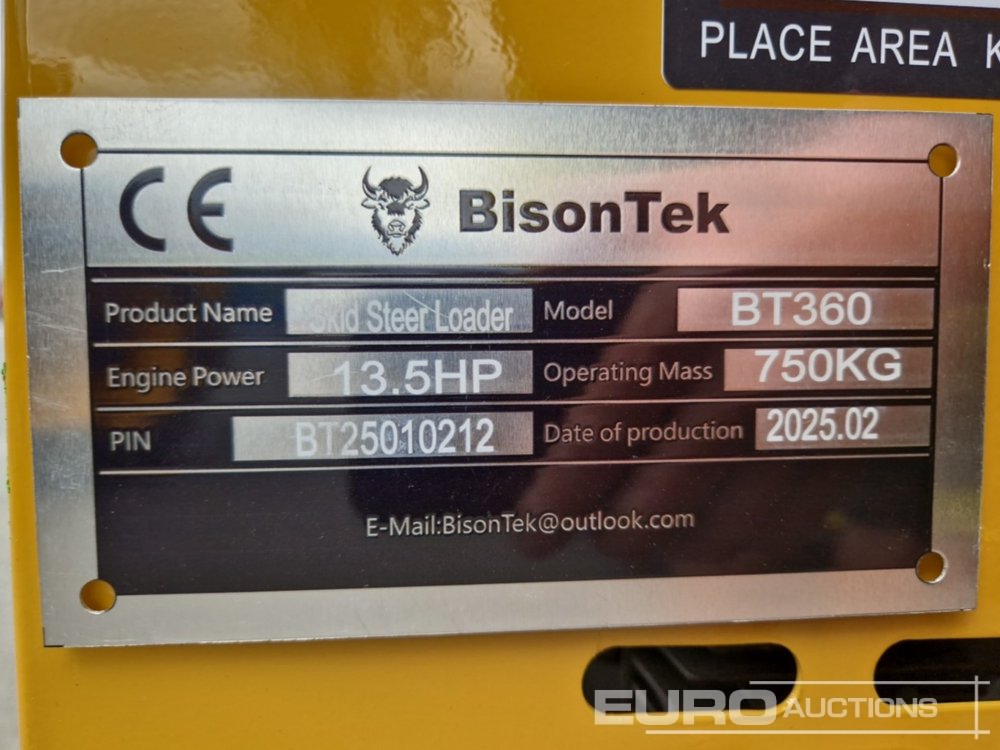 PLACE AREA
CE BisonTek
Product Name Skid Steer Loader Model BT360
Engine Power 13.5HP Operating Mass 750KG
PIN BT25010212 Date of production 2025.02
E-Mail:BisonTek@outlook.com
EURO AUCTIONS